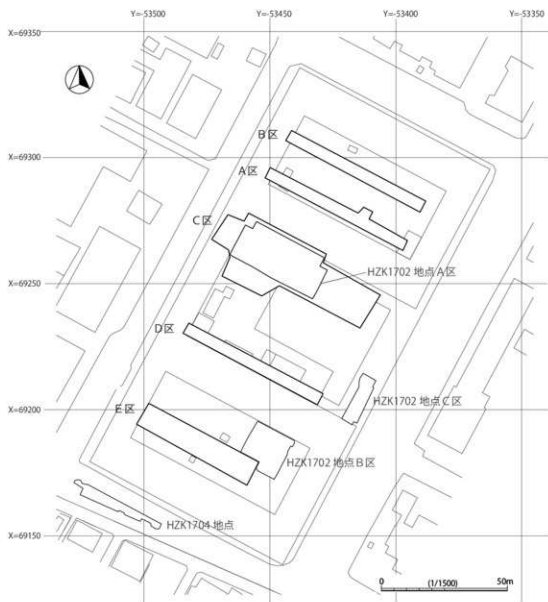 Y=-53500
Y=-53450
Y=-53400
Y=-53350
X=69350
B区
X=69300
A区
C区
HZK1702 地点A区
X=69250
D区
HZK1702 地点C区
E区
X=69200
HZK1702 地点B区
HZK1704 地点
X=69150
0 (1/1500) 50m